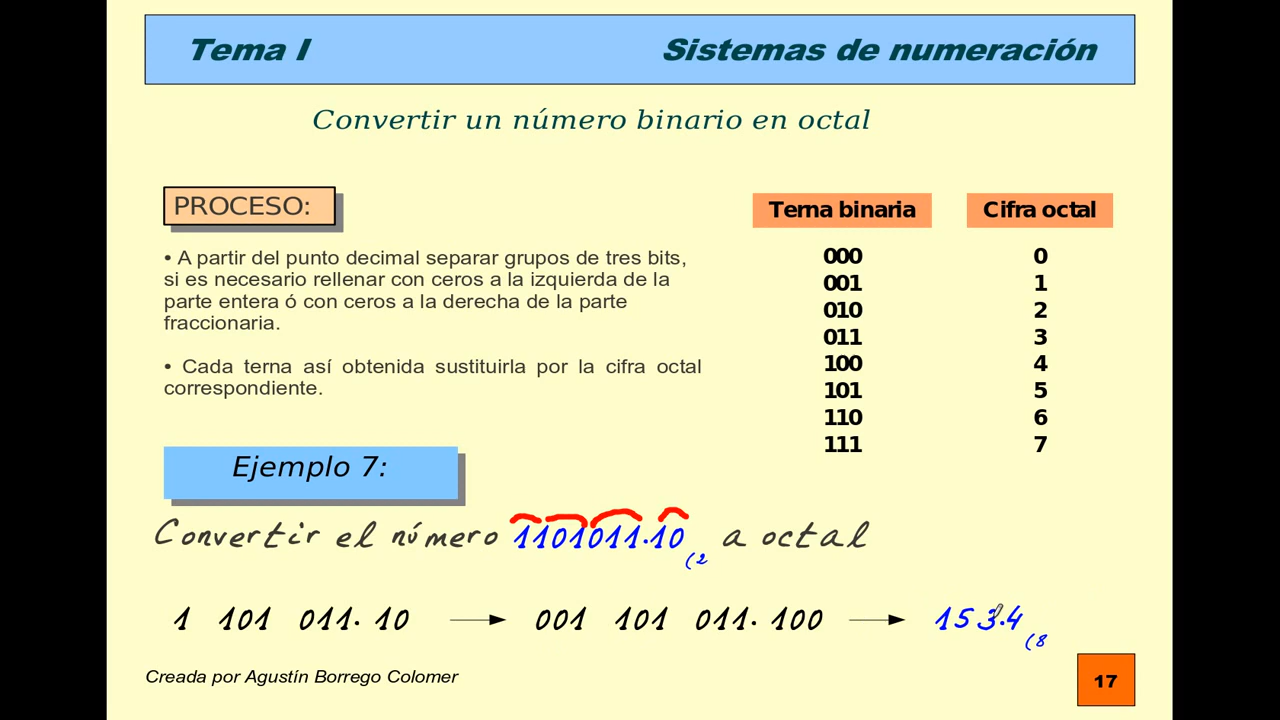 Tema I Sistemas de numeración
Convertir un número binario en octal
PROCESO:
• A partir del punto decimal separar grupos de tres bits,
si es necesario rellenar con ceros a la izquierda de la
parte entera ó con ceros a la derecha de la parte
fraccionaria.
• Cada terna así obtenida sustituirla por la cifra octal
correspondiente.
Terna binaria Cifra octal
000 0
001 1
010 2
011 3
100 4
101 5
110 6
111 7
Ejemplo 7:
Convertir el número 1101011.10(2 a octal
1 101 011. 10 → 001 101 011. 100 → 153.4(8
Creada por Agustín Borrego Colomer
17